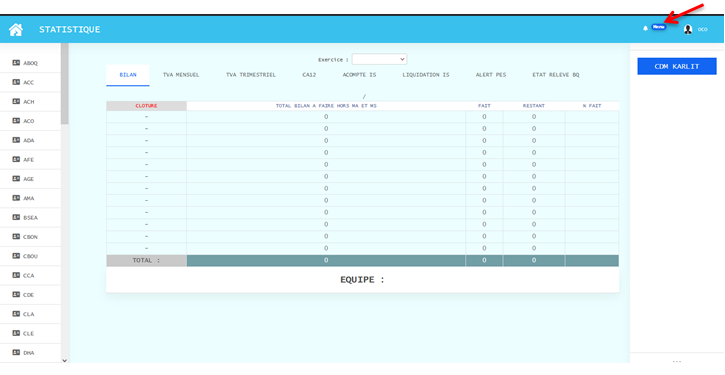 STATISTIQUE
Menu
oco
ABOQ
ACC
ACH
ACO
ADA
AFE
AGE
AMA
BSEA
CBON
CBOU
CCA
CDE
CLA
CLE
DHA
Exercice :
BILAN TVA MENSUEL TVA TRIMESTRIEL CA12 ACOMPTE IS LIQUIDATION IS ALERT PES ETAT RELEVE BQ
/
CLOTURE TOTAL BILAN A FAIRE HORS MA ET MS FAIT RESTANT % FAIT
- 0 0 0
- 0 0 0
- 0 0 0
- 0 0 0
- 0 0 0
- 0 0 0
- 0 0 0
- 0 0 0
- 0 0 0
- 0 0 0
- 0 0 0
- 0 0 0
TOTAL : 0 0 0
EQUIPE :
CDM KARLIT
...